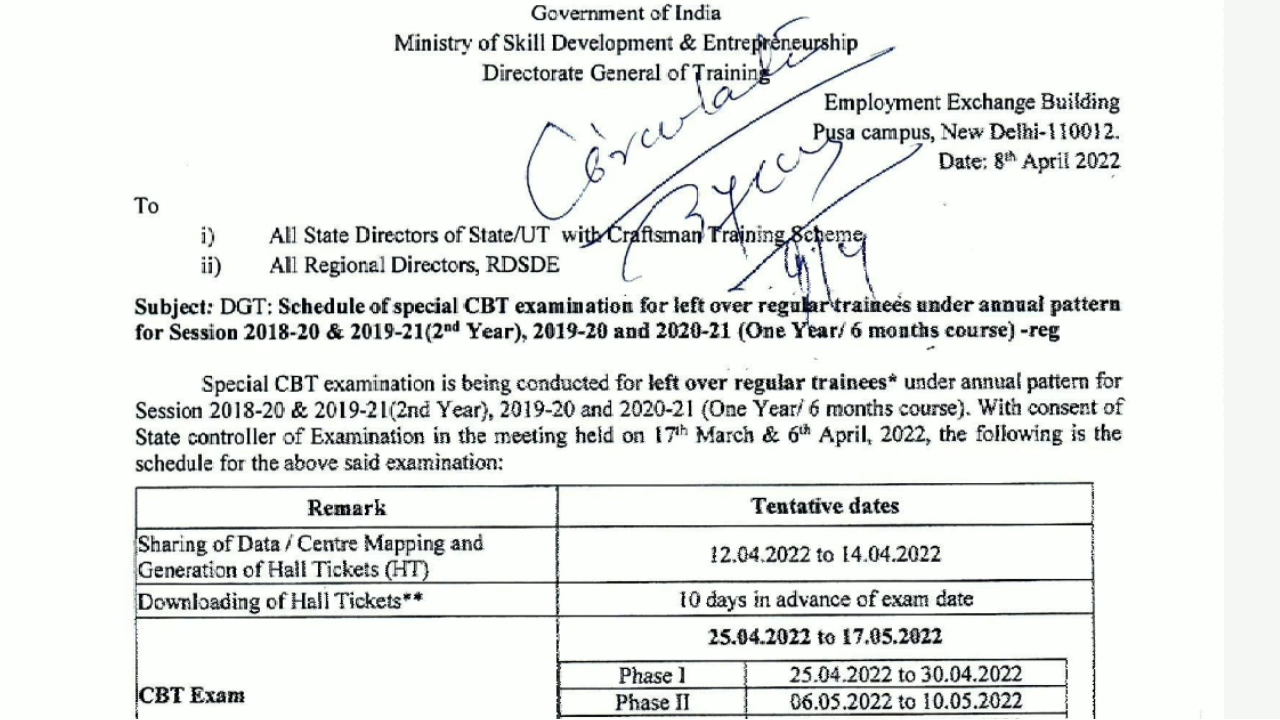 Government of India
Ministry of Skill Development & Entrepreneurship
Directorate General of Training
Employment Exchange Building
Pusa campus, New Delhi-110012.
Date: 8th April 2022
To
i) All State Directors of State/UT with Craftsman Training Scheme
ii) All Regional Directors, RDSDE
Subject: DGT: Schedule of special CBT examination for left over regular trainees under annual pattern
for Session 2018-20 & 2019-21(2nd Year), 2019-20 and 2020-21 (One Year/ 6 months course) -reg
Special CBT examination is being conducted for left over regular trainees* under annual pattern for
Session 2018-20 & 2019-21(2nd Year), 2019-20 and 2020-21 (One Year/ 6 months course). With consent of
State controller of Examination in the meeting held on 17th March & 6th April, 2022, the following is the
schedule for the above said examination:
Remark Tentative dates
Sharing of Data / Centre Mapping and
Generation of Hall Tickets (HT) 12.04.2022 to 14.04.2022
Downloading of Hall Tickets** 10 days in advance of exam date
25.04.2022 to 17.05.2022
Phase I 25.04.2022 to 30.04.2022
CBT Exam
Phase II 06.05.2022 to 10.05.2022